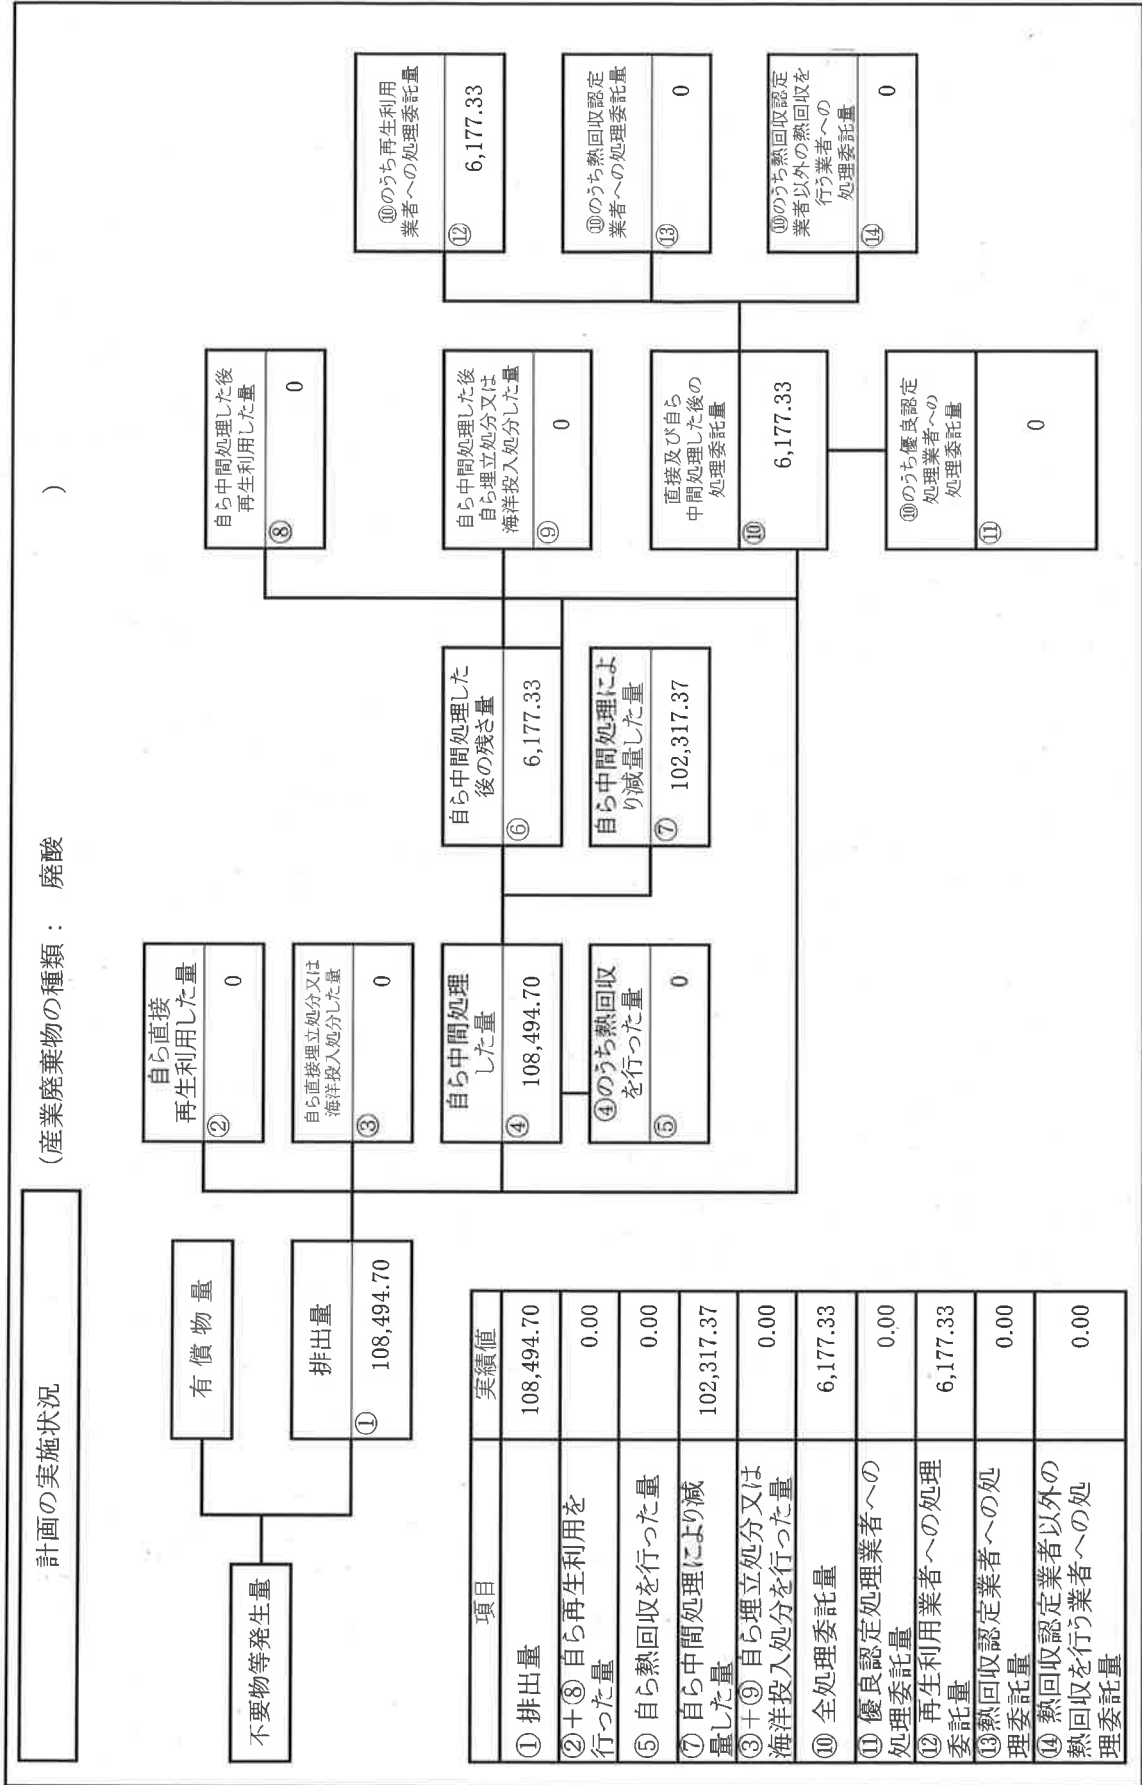 計画の実施状況
(産業廃棄物の種類： 廃酸 )
不要物等発生量
有償物量
排出量
① 108,494.70
自ら直接
再生利用した量
② 0
自ら直接埋立処分又は
海洋投入処分した量
③ 0
自ら中間処理
した量
④ 108,494.70
④のうち熱回収
を行った量
⑤ 0
自ら中間処理した
後の残さ量
⑥ 6,177.33
自ら中間処理によ
り減量した量
⑦ 102,317.37
自ら中間処理した後
再生利用した量
⑧ 0
自ら中間処理した後
自ら埋立処分又は
海洋投入処分した量
⑨ 0
直接及び自ら
中間処理した後の
処理委託量
⑩ 6,177.33
⑩のうち優良認定
処理業者への
処理委託量
⑪ 0
⑩のうち再生利用
業者への処理委託量
⑫ 6,177.33
⑩のうち熱回収認定
業者への処理委託量
⑬ 0
⑩のうち熱回収認定
業者以外の熱回収を
行う業者への
処理委託量
⑭ 0
項目 実績値
① 排出量 108,494.70
②＋⑧ 自ら再生利用を
行った量 0.00
⑤ 自ら熱回収を行った量 0.00
⑦ 自ら中間処理により減
量した量 102,317.37
③＋⑨ 自ら埋立処分又は
海洋投入処分を行った量 0.00
⑩ 全処理委託量 6,177.33
⑪ 優良認定処理業者への
処理委託量 0.00
⑫ 再生利用業者への処理
委託量 6,177.33
⑬熱回収認定業者への処
理委託量 0.00
⑭ 熱回収認定業者以外の
熱回収を行う業者への処
理委託量 0.00